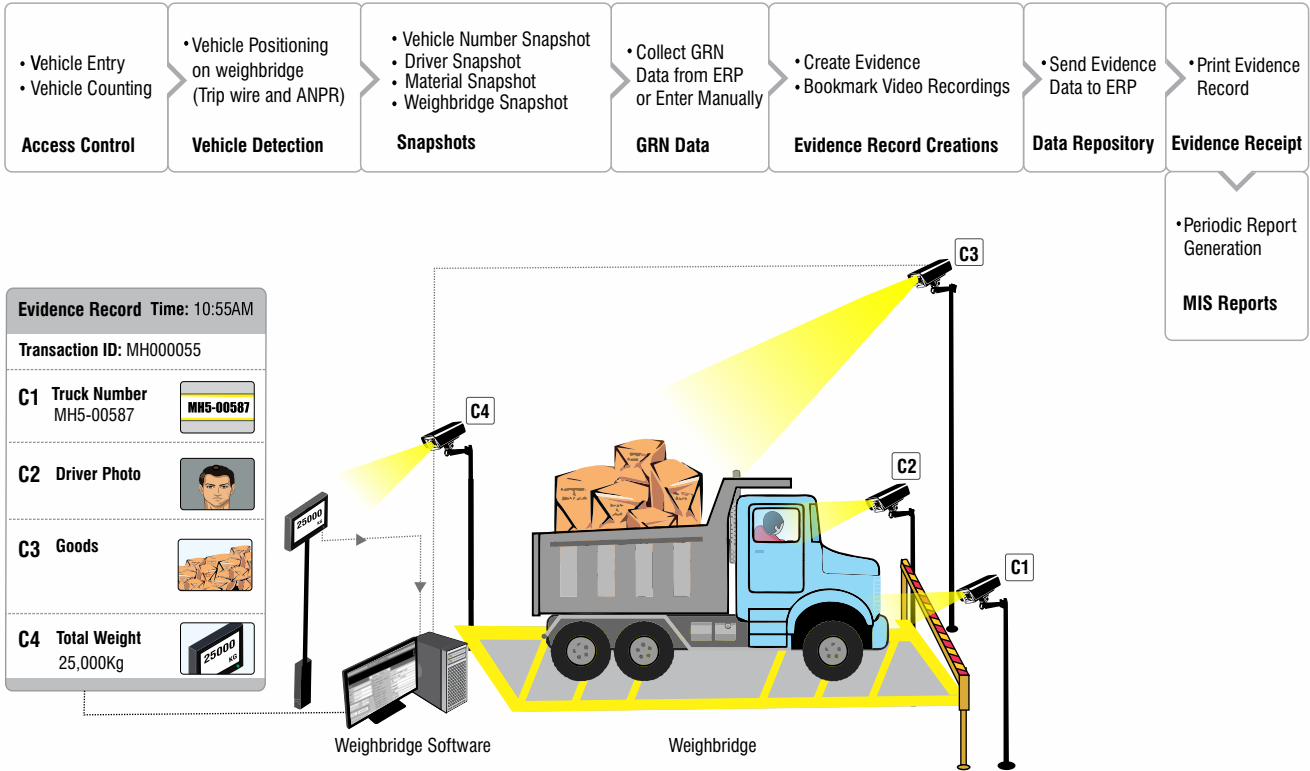 • Vehicle Entry
• Vehicle Counting
Access Control
• Vehicle Positioning
on weighbridge
(Trip wire and ANPR)
Vehicle Detection
• Vehicle Number Snapshot
• Driver Snapshot
• Material Snapshot
• Weighbridge Snapshot
Snapshots
• Collect GRN
Data from ERP
or Enter Manually
GRN Data
• Create Evidence
• Bookmark Video Recordings
Evidence Record Creations
• Send Evidence
Data to ERP
Data Repository
• Print Evidence
Record
Evidence Receipt
• Periodic Report
Generation
MIS Reports
Evidence Record Time: 10:55AM
Transaction ID: MH000055
C1 Truck Number
MH5-00587
MH5-00587
C2 Driver Photo
C3 Goods
C4 Total Weight
25,000Kg
25000
KG
C3
C4
C2
C1
25000
KG
Weighbridge Software
Weighbridge